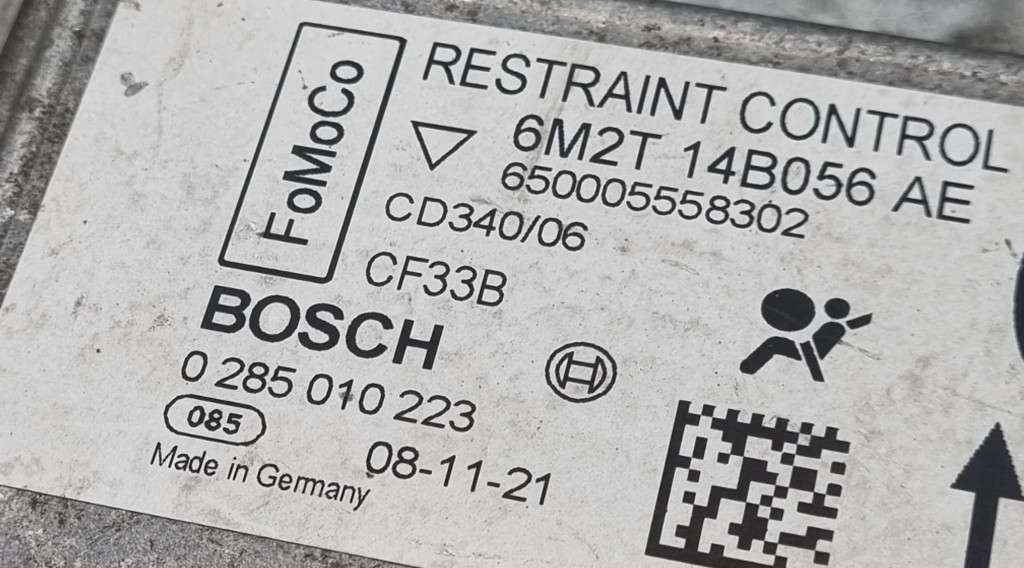 FoMoCo
RESTRAINT CONTROL
6M2T 14B056 AE
650005558302
CD340/06
CF33B
BOSCH
0 285 010 223
085
08-11-21
Made in Germany